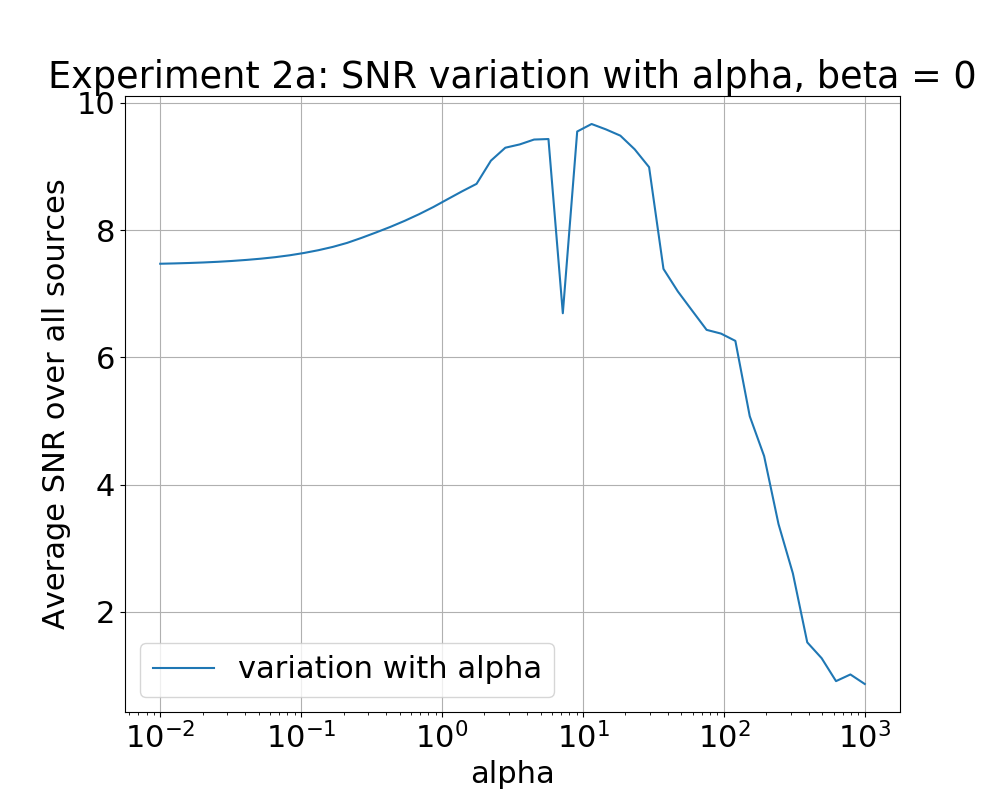 Experiment 2a: SNR variation with alpha, beta = 0
Average SNR over all sources
10
8
6
4
2
variation with alpha
10⁻² 10⁻¹ 10⁰ 10¹ 10² 10³
alpha